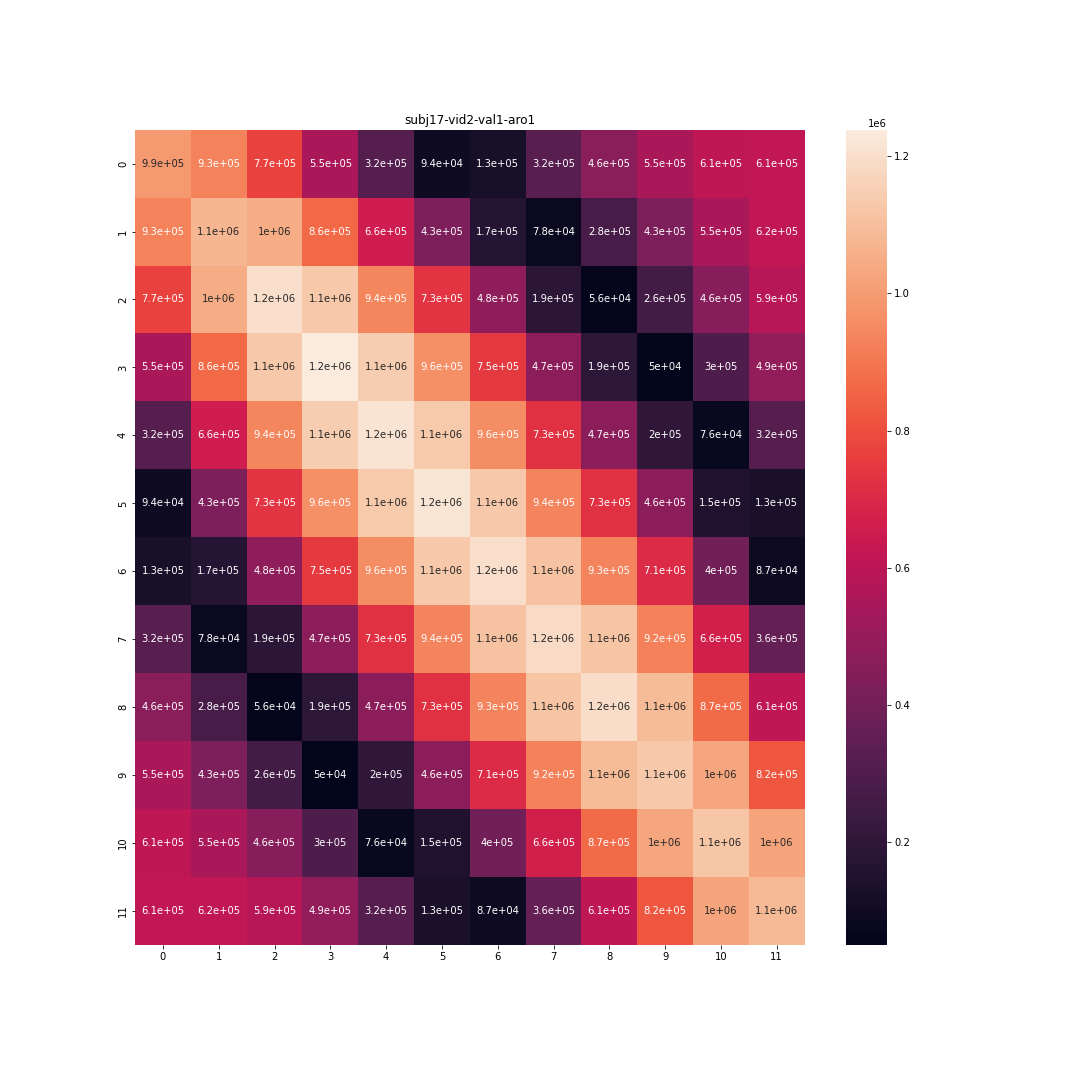 subj17-vid2-val1-aro1
1e6
0 9.9e+05 9.3e+05 7.7e+05 5.5e+05 3.2e+05 9.4e+04 1.3e+05 3.2e+05 4.6e+05 5.5e+05 6.1e+05 6.1e+05
1.2
1 9.3e+05 1.1e+06 1e+06 8.6e+05 6.6e+05 4.3e+05 1.7e+05 7.8e+04 2.8e+05 4.3e+05 5.5e+05 6.2e+05
2 7.7e+05 1e+06 1.2e+06 1.1e+06 9.4e+05 7.3e+05 4.8e+05 1.9e+05 5.6e+04 2.6e+05 4.6e+05 5.9e+05
1.0
3 5.5e+05 8.6e+05 1.1e+06 1.2e+06 1.1e+06 9.6e+05 7.5e+05 4.7e+05 1.9e+05 5e+04 3e+05 4.9e+05
4 3.2e+05 6.6e+05 9.4e+05 1.1e+06 1.2e+06 1.1e+06 9.6e+05 7.3e+05 4.7e+05 2e+05 7.6e+04 3.2e+05
0.8
5 9.4e+04 4.3e+05 7.3e+05 9.6e+05 1.1e+06 1.2e+06 1.1e+06 9.4e+05 7.3e+05 4.6e+05 1.5e+05 1.3e+05
6 1.3e+05 1.7e+05 4.8e+05 7.5e+05 9.6e+05 1.1e+06 1.2e+06 1.1e+06 9.3e+05 7.1e+05 4e+05 8.7e+04
0.6
7 3.2e+05 7.8e+04 1.9e+05 4.7e+05 7.3e+05 9.4e+05 1.1e+06 1.2e+06 1.1e+06 9.2e+05 6.6e+05 3.6e+05
8 4.6e+05 2.8e+05 5.6e+04 1.9e+05 4.7e+05 7.3e+05 9.3e+05 1.1e+06 1.2e+06 1.1e+06 8.7e+05 6.1e+05
0.4
9 5.5e+05 4.3e+05 2.6e+05 5e+04 2e+05 4.6e+05 7.1e+05 9.2e+05 1.1e+06 1.1e+06 1e+06 8.2e+05
10 6.1e+05 5.5e+05 4.6e+05 3e+05 7.6e+04 1.5e+05 4e+05 6.6e+05 8.7e+05 1e+06 1.1e+06 1e+06
0.2
11 6.1e+05 6.2e+05 5.9e+05 4.9e+05 3.2e+05 1.3e+05 8.7e+04 3.6e+05 6.1e+05 8.2e+05 1e+06 1.1e+06
0 1 2 3 4 5 6 7 8 9 10 11